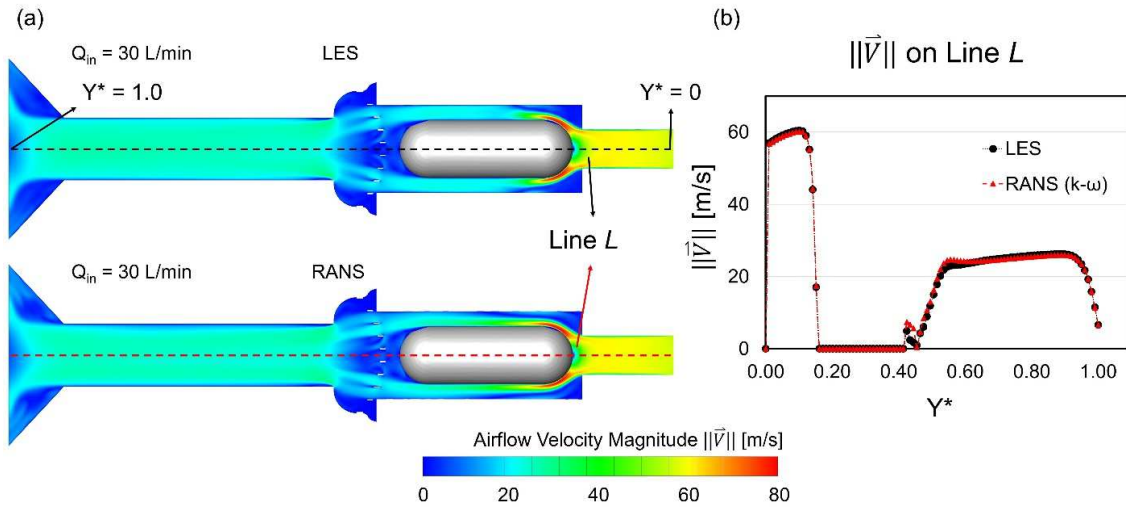 (a)
Q_in = 30 L/min
LES
Y* = 1.0
Y* = 0
Line L
Q_in = 30 L/min
RANS
Airflow Velocity Magnitude ||V⃗|| [m/s]
0 20 40 60 80
(b)
||V⃗|| on Line L
||V⃗|| [m/s]
60
40
20
0
LES
RANS (k-ω)
0.00 0.20 0.40 0.60 0.80 1.00
Y*